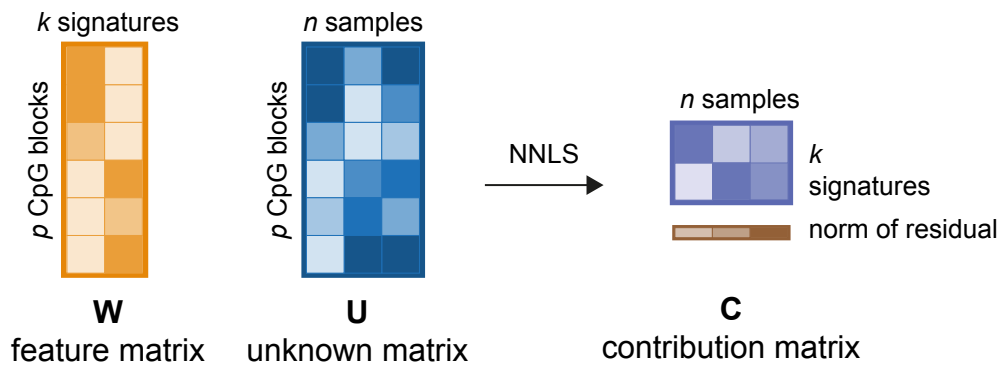 k signatures
p CpG blocks
W
feature matrix
n samples
p CpG blocks
U
unknown matrix
NNLS
n samples
k
signatures
norm of residual
C
contribution matrix